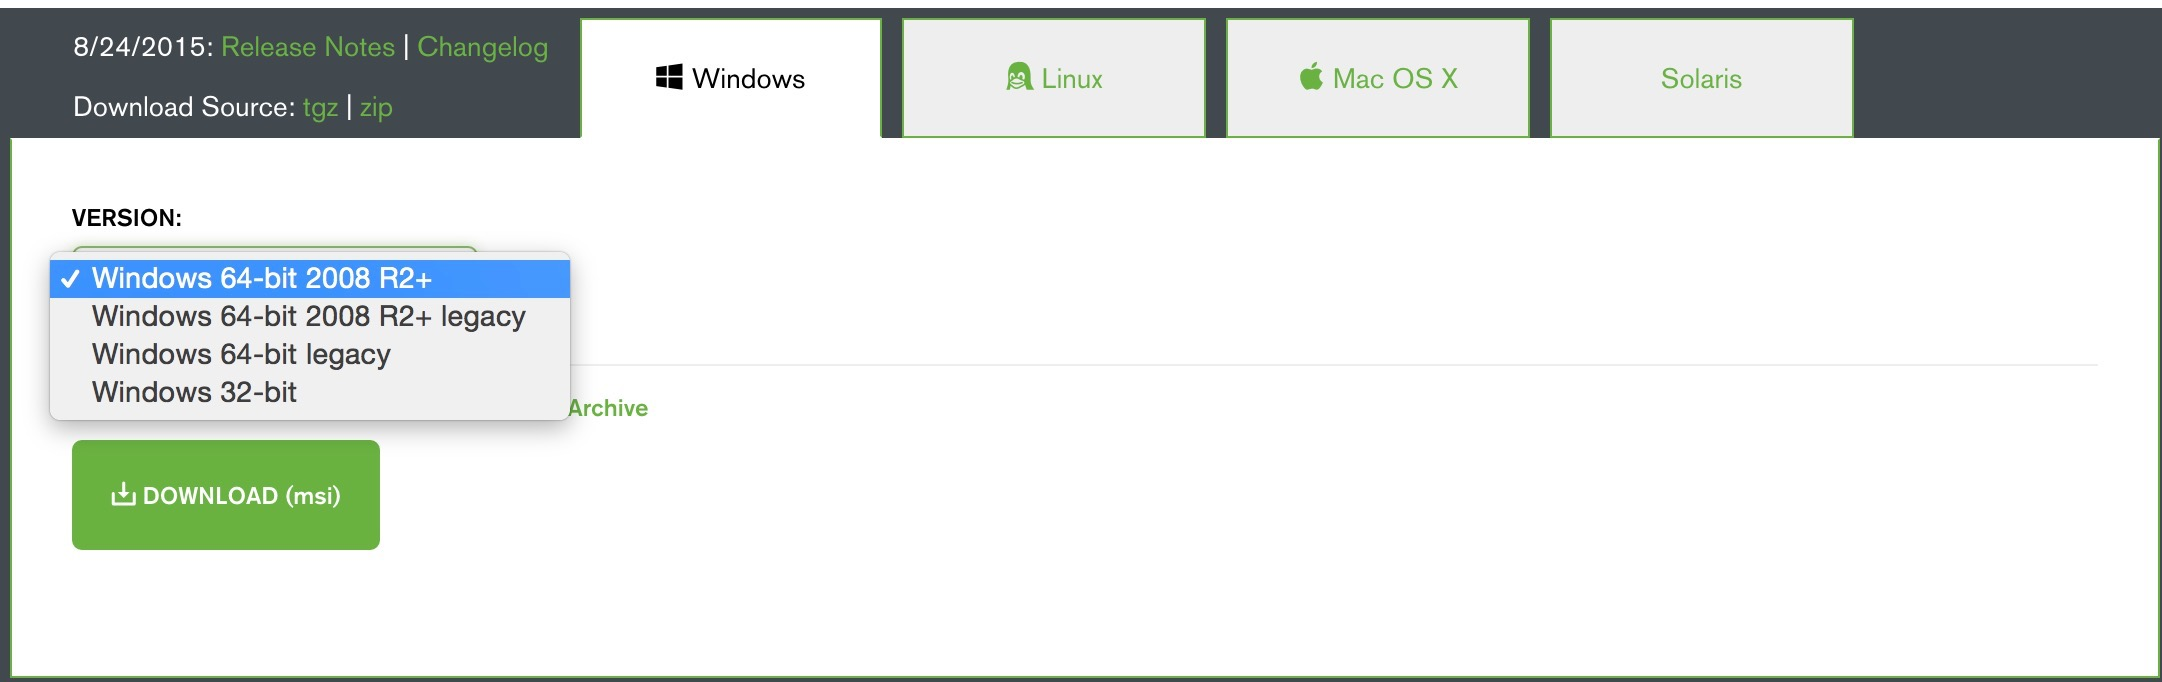 8/24/2015: Release Notes | Changelog
Download Source: tgz | zip
Windows
Linux
Mac OS X
Solaris
VERSION:
✓ Windows 64-bit 2008 R2+
Windows 64-bit 2008 R2+ legacy
Windows 64-bit legacy
Windows 32-bit
Archive
DOWNLOAD (msi)